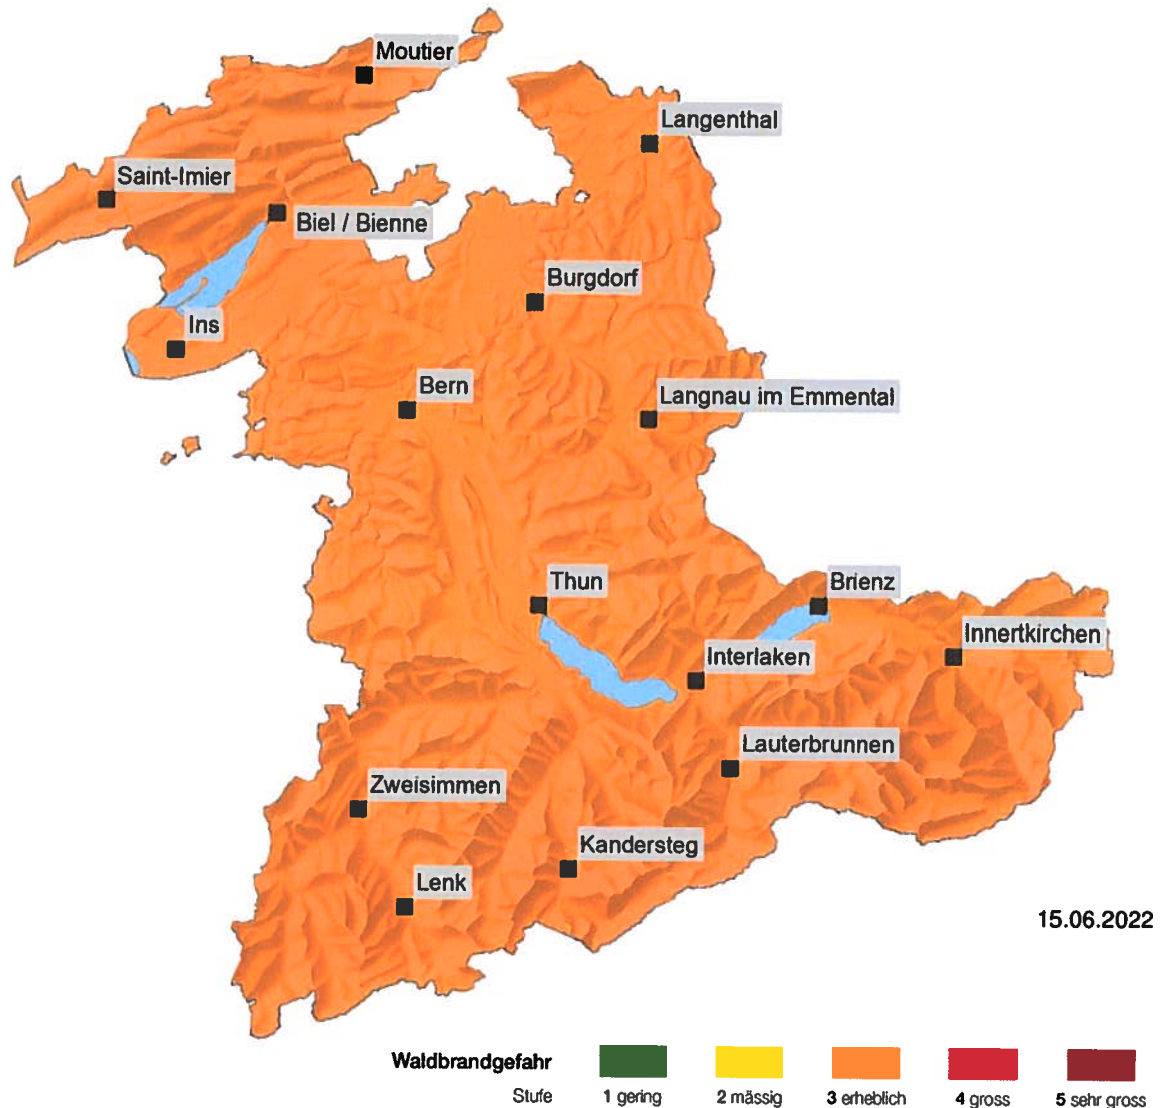 Moutier
Langenthal
Saint-Imier
Biel / Bienne
Burgdorf
Ins
Bern
Langnau im Emmental
Thun
Brienz
Innertkirchen
Interlaken
Lauterbrunnen
Zweisimmen
Kandersteg
Lenk
15.06.2022
Waldbrandgefahr
Stufe 1 gering 2 mässig 3 erheblich 4 gross 5 sehr gross